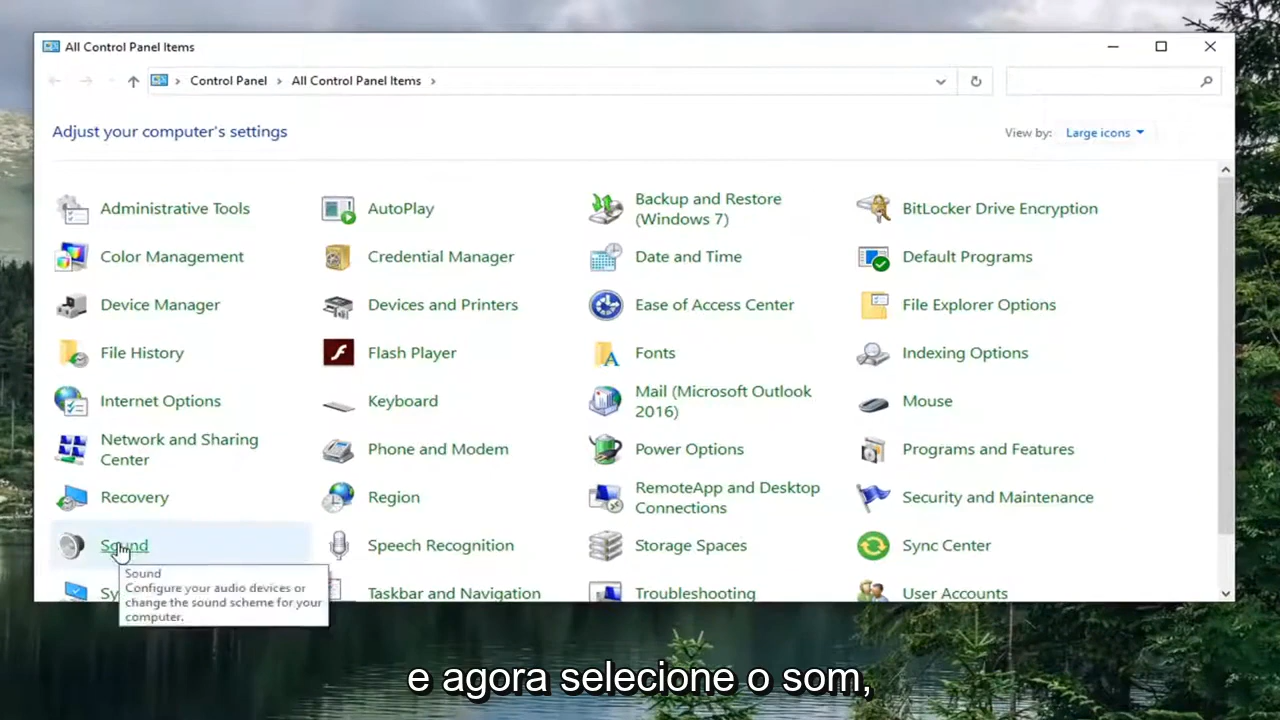 All Control Panel Items
Control Panel > All Control Panel Items >
Adjust your computer's settings
View by: Large icons
Administrative Tools
AutoPlay
Backup and Restore
(Windows 7)
BitLocker Drive Encryption
Color Management
Credential Manager
Date and Time
Default Programs
Device Manager
Devices and Printers
Ease of Access Center
File Explorer Options
File History
Flash Player
Fonts
Indexing Options
Internet Options
Keyboard
Mail (Microsoft Outlook
2016)
Mouse
Network and Sharing
Center
Phone and Modem
Power Options
Programs and Features
Recovery
Region
RemoteApp and Desktop
Connections
Security and Maintenance
Sound
Speech Recognition
Storage Spaces
Sync Center
Taskbar and Navigation
Troubleshooting
User Accounts
Sound
Configure your audio devices or
change the sound scheme for your
computer.
e agora selecione o som,